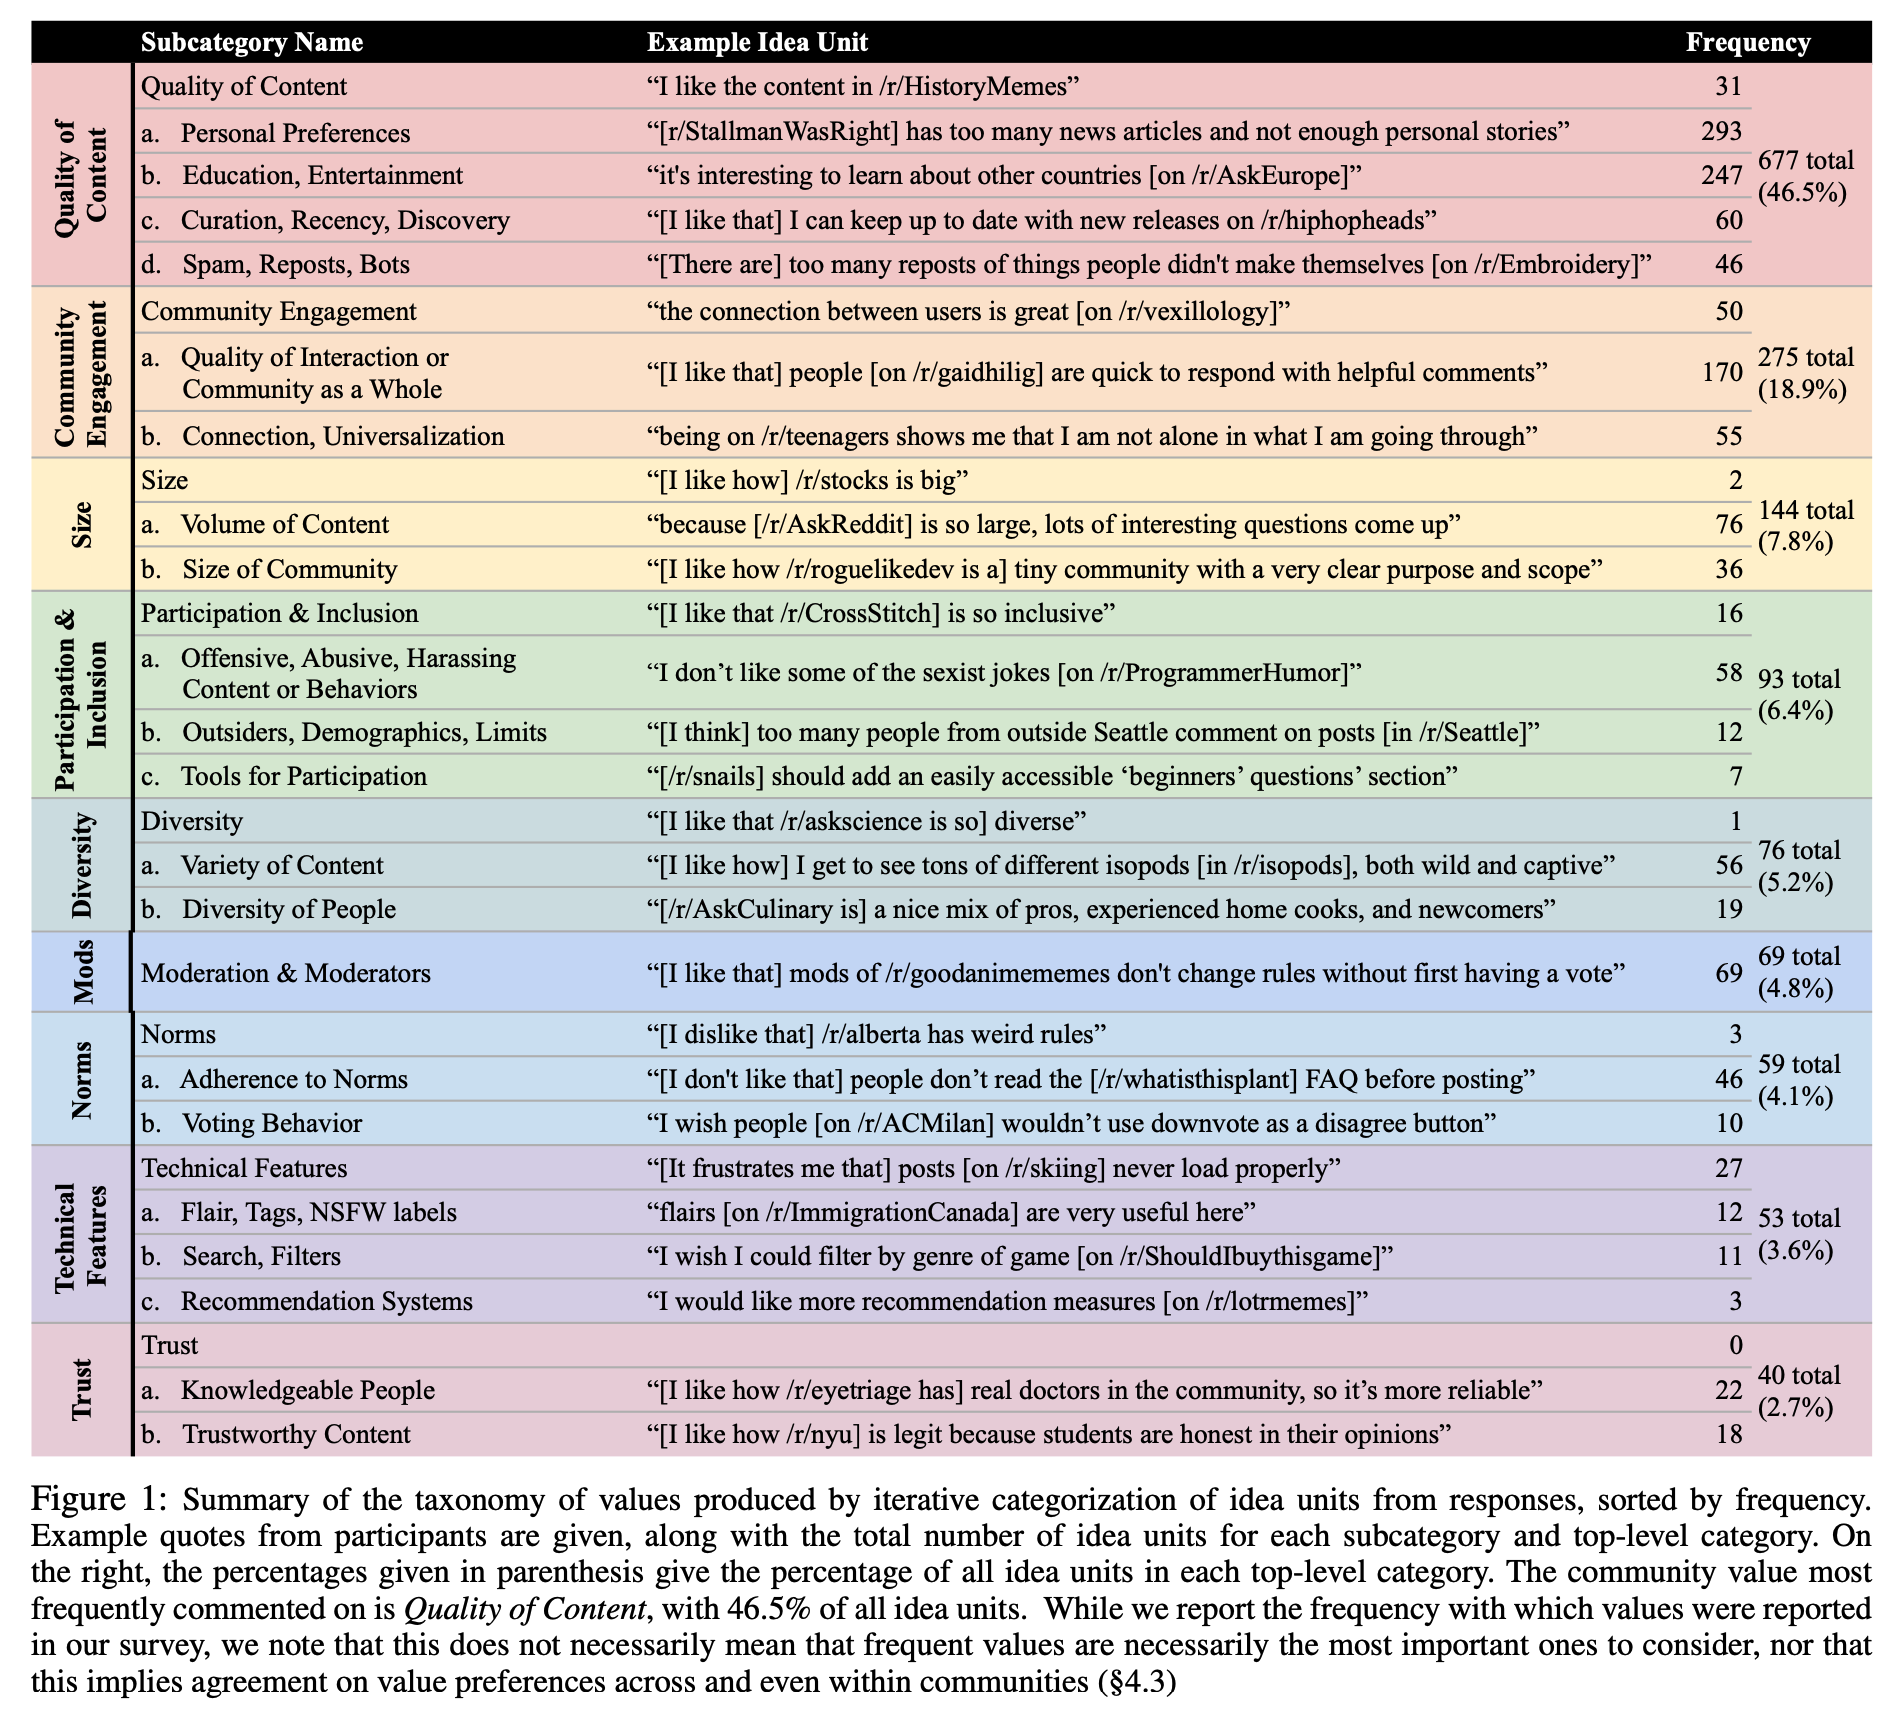 Subcategory Name Example Idea Unit Frequency
Quality of Content
Quality of Content “I like the content in /r/HistoryMemes” 31
a. Personal Preferences “[r/StallmanWasRight] has too many news articles and not enough personal stories” 293
b. Education, Entertainment “it's interesting to learn about other countries [on /r/AskEurope]” 247
c. Curation, Recency, Discovery “[I like that] I can keep up to date with new releases on /r/hiphopheads” 60
d. Spam, Reposts, Bots “[There are] too many reposts of things people didn't make themselves [on /r/Embroidery]” 46
677 total
(46.5%)
Community Engagement
Community Engagement “the connection between users is great [on /r/vexillology]” 50
a. Quality of Interaction or
Community as a Whole “[I like that] people [on /r/gaidhilig] are quick to respond with helpful comments” 170
b. Connection, Universalization “being on /r/teenagers shows me that I am not alone in what I am going through” 55
275 total
(18.9%)
Size
Size “[I like how] /r/stocks is big” 2
a. Volume of Content “because [/r/AskReddit] is so large, lots of interesting questions come up” 76
b. Size of Community “[I like how /r/roguelikedev is a] tiny community with a very clear purpose and scope” 36
144 total
(7.8%)
Participation & Inclusion
Participation & Inclusion “[I like that /r/CrossStitch] is so inclusive” 16
a. Offensive, Abusive, Harassing
Content or Behaviors “I don’t like some of the sexist jokes [on /r/ProgrammerHumor]” 58
b. Outsiders, Demographics, Limits “[I think] too many people from outside Seattle comment on posts [in /r/Seattle]” 12
c. Tools for Participation “[/r/snails] should add an easily accessible ‘beginners’ questions’ section” 7
93 total
(6.4%)
Diversity
Diversity “[I like that /r/askscience is so] diverse” 1
a. Variety of Content “[I like how] I get to see tons of different isopods [in /r/isopods], both wild and captive” 56
b. Diversity of People “[/r/AskCulinary is] a nice mix of pros, experienced home cooks, and newcomers” 19
76 total
(5.2%)
Mods
Moderation & Moderators “[I like that] mods of /r/goodanimememes don't change rules without first having a vote” 69
69 total
(4.8%)
Norms
Norms “[I dislike that] /r/alberta has weird rules” 3
a. Adherence to Norms “[I don't like that] people don’t read the [/r/whatisthisplant] FAQ before posting” 46
b. Voting Behavior “I wish people [on /r/ACMilan] wouldn’t use downvote as a disagree button” 10
59 total
(4.1%)
Technical Features
Technical Features “[It frustrates me that] posts [on /r/skiing] never load properly” 27
a. Flair, Tags, NSFW labels “flairs [on /r/ImmigrationCanada] are very useful here” 12
b. Search, Filters “I wish I could filter by genre of game [on /r/ShouldIbuythisgame]” 11
c. Recommendation Systems “I would like more recommendation measures [on /r/lotrmemes]” 3
53 total
(3.6%)
Trust
Trust 0
a. Knowledgeable People “[I like how /r/eyetriage has] real doctors in the community, so it’s more reliable” 22
b. Trustworthy Content “[I like how /r/nyu] is legit because students are honest in their opinions” 18
40 total
(2.7%)
Figure 1: Summary of the taxonomy of values produced by iterative categorization of idea units from responses, sorted by frequency.
Example quotes from participants are given, along with the total number of idea units for each subcategory and top-level category. On
the right, the percentages given in parenthesis give the percentage of all idea units in each top-level category. The community value most
frequently commented on is Quality of Content, with 46.5% of all idea units. While we report the frequency with which values were reported
in our survey, we note that this does not necessarily mean that frequent values are necessarily the most important ones to consider, nor that
this implies agreement on value preferences across and even within communities (§4.3)